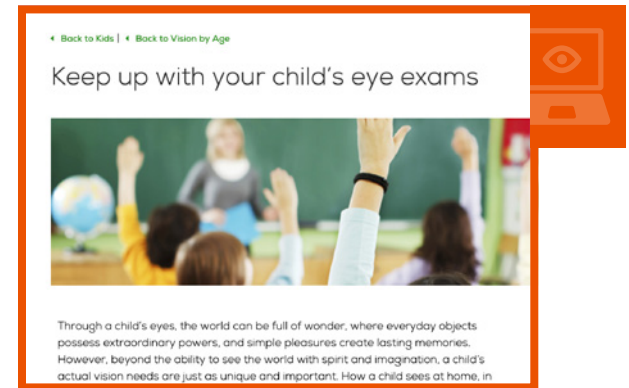 Back to Kids | Back to Vision by Age
Keep up with your child's eye exams
Through a child's eyes, the world can be full of wonder, where everyday objects
possess extraordinary powers, and simple pleasures create lasting memories.
However, beyond the ability to see the world with spirit and imagination, a child's
actual vision needs are just as unique and important. How a child sees at home, in